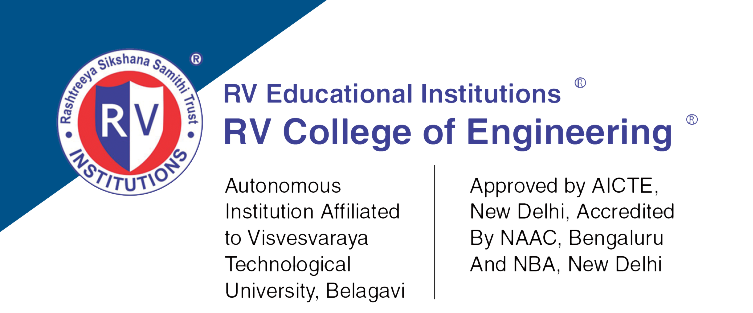 Rashtreeya Sikshana Samithi Trust
®
RV
INSTITUTIONS
RV Educational Institutions ®
RV College of Engineering ®
Autonomous
Institution Affiliated
to Visvesvaraya
Technological
University, Belagavi
Approved by AICTE,
New Delhi, Accredited
By NAAC, Bengaluru
And NBA, New Delhi